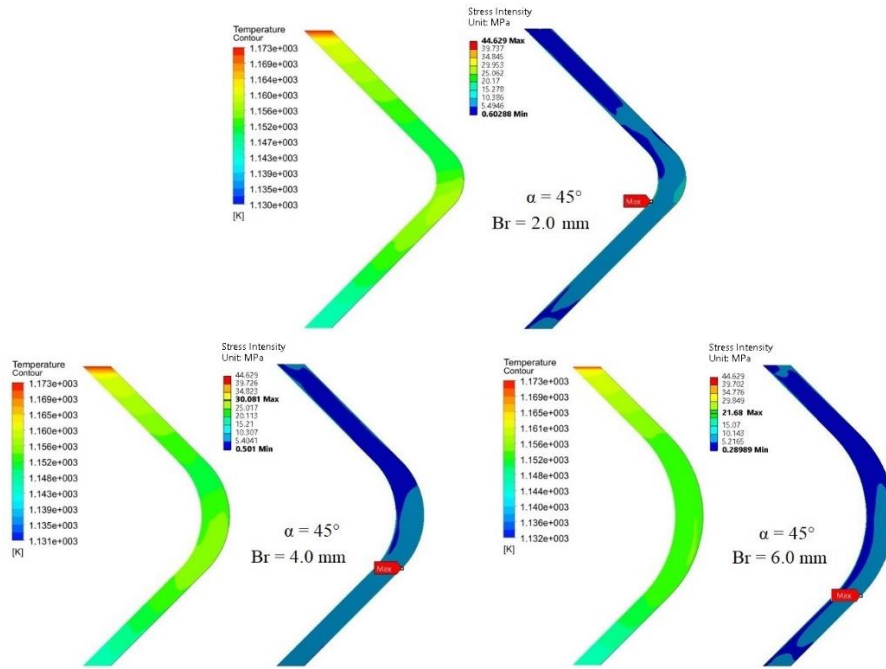 Temperature
Contour
1.173e+003
1.169e+003
1.164e+003
1.160e+003
1.156e+003
1.152e+003
1.147e+003
1.143e+003
1.139e+003
1.134e+003
1.130e+003
[K]
Stress Intensity
Unit: MPa
44.629 Max
39.737
34.845
29.953
25.062
20.17
15.278
10.386
5.4946
0.60288 Min
Max
α = 45°
Br = 2.0 mm
Temperature
Contour
1.173e+003
1.169e+003
1.165e+003
1.160e+003
1.156e+003
1.152e+003
1.148e+003
1.143e+003
1.139e+003
1.135e+003
1.131e+003
[K]
Stress Intensity
Unit: MPa
44.629
39.726
34.823
30.081 Max
25.017
20.113
15.21
10.307
5.4041
0.501 Min
Max
α = 45°
Br = 4.0 mm
Temperature
Contour
1.173e+003
1.169e+003
1.165e+003
1.161e+003
1.156e+003
1.152e+003
1.148e+003
1.144e+003
1.140e+003
1.136e+003
1.132e+003
[K]
Stress Intensity
Unit: MPa
44.629
39.702
34.776
29.849
21.68 Max
15.07
10.143
5.2165
0.28989 Min
Max
α = 45°
Br = 6.0 mm